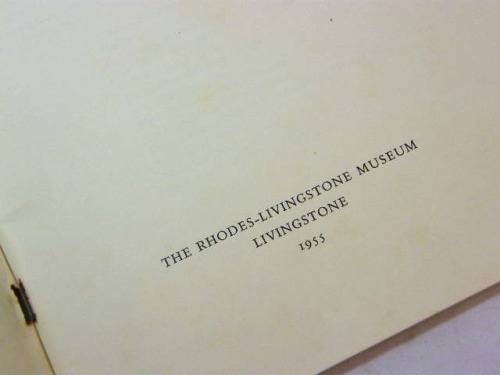 THE RHODES-LIVINGSTONE MUSEUM
LIVINGSTONE
1955